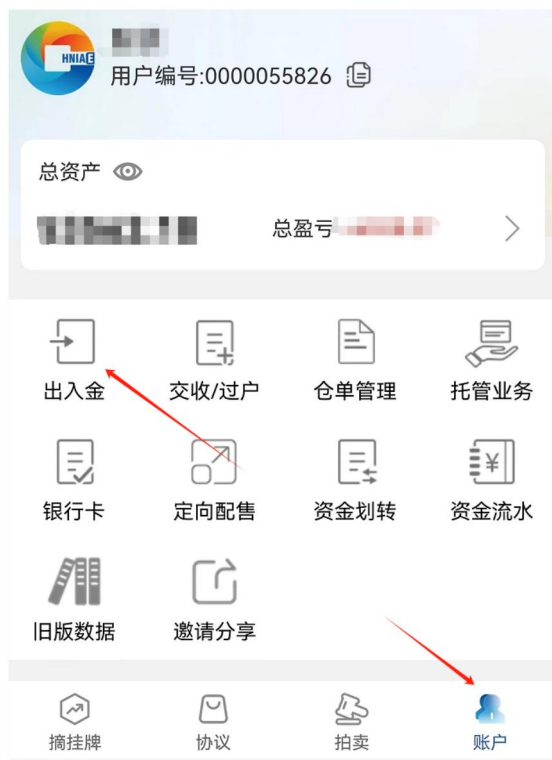 HNIAE
用户编号:0000055826
总资产
总盈亏
出入金 交收/过户 仓单管理 托管业务
¥
银行卡 定向配售 资金划转 资金流水
旧版数据 邀请分享
摘挂牌 协议 拍卖 账户